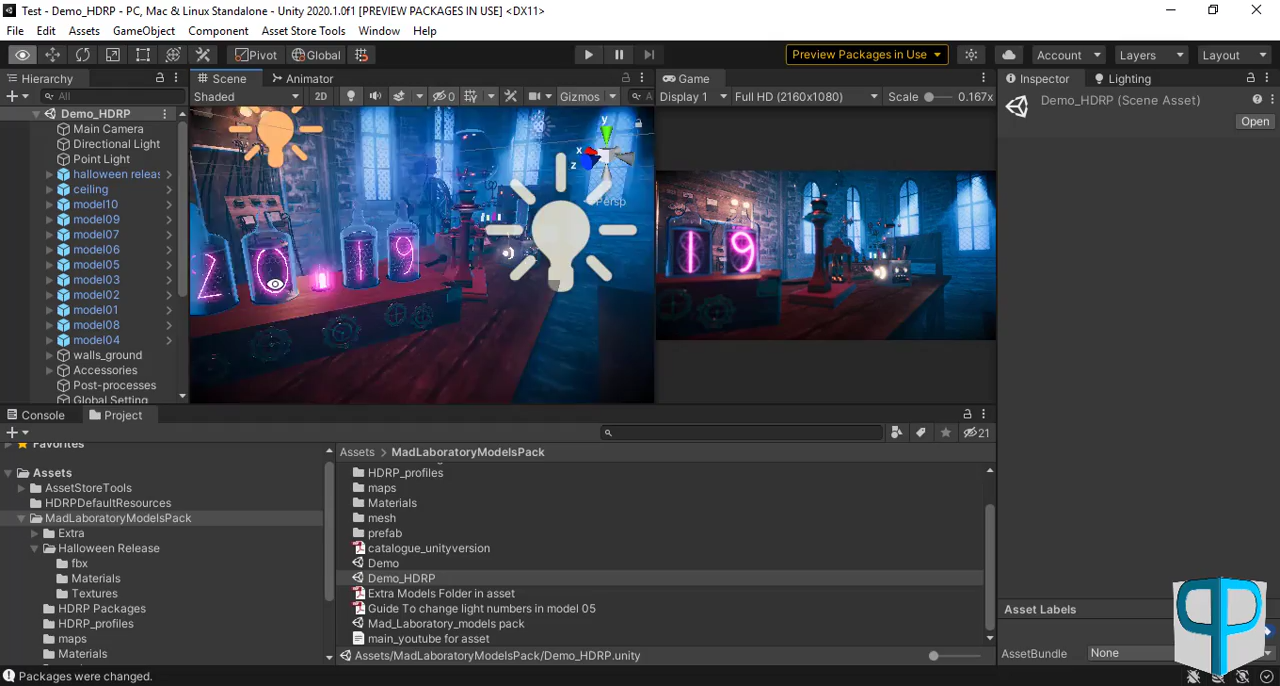 Test - Demo_HDRP - PC, Mac & Linux Standalone - Unity 2020.1.0f1 [PREVIEW PACKAGES IN USE] <DX11>
File Edit Assets GameObject Component Asset Store Tools Window Help
Pivot Global Preview Packages in Use Account Layers Layout
Hierarchy Scene Animator Game Inspector Lighting
All Shaded 2D 0 Gizmos Display 1 Full HD (2160x1080) Scale 0.167x
Demo_HDRP
Main Camera
Directional Light
Point Light
halloween releas
ceiling
model10
model09
model07
model06
model05
model03
model02
model01
model08
model04
walls_ground
Accessories
Post-processes
Global Setting
y
x
z
Persp
2019
19
Demo_HDRP (Scene Asset)
Open
Console Project
21
Favorites
Assets
AssetStoreTools
HDRPDefaultResources
MadLaboratoryModelsPack
Extra
Halloween Release
fbx
Materials
Textures
HDRP Packages
HDRP_profiles
maps
Materials
Assets > MadLaboratoryModelsPack
HDRP_profiles
maps
Materials
mesh
prefab
catalogue_unityversion
Demo
Demo_HDRP
Extra Models Folder in asset
Guide To change light numbers in model 05
Mad_Laboratory_models pack
main_youtube for asset
Assets/MadLaboratoryModelsPack/Demo_HDRP.unity
Asset Labels
AssetBundle None
Packages were changed.